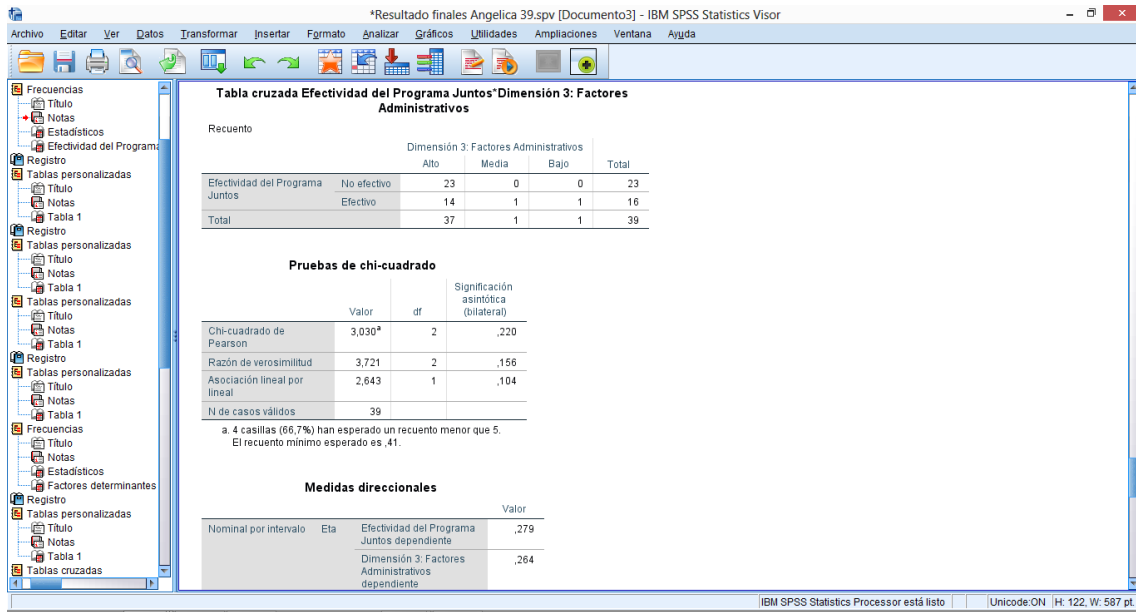 *Resultado finales Angelica 39.spv [Documento3] - IBM SPSS Statistics Visor
Archivo Editar Ver Datos Transformar Insertar Formato Analizar Gráficos Utilidades Ampliaciones Ventana Ayuda
Frecuencias
Título
Notas
Estadísticos
Efectividad del Programa
Registro
Tablas personalizadas
Título
Notas
Tabla 1
Registro
Tablas personalizadas
Título
Notas
Tabla 1
Tablas personalizadas
Título
Notas
Tabla 1
Registro
Tablas personalizadas
Título
Notas
Tabla 1
Frecuencias
Título
Notas
Estadísticos
Factores determinantes
Registro
Tablas personalizadas
Título
Notas
Tabla 1
Tablas cruzadas
Tabla cruzada Efectividad del Programa Juntos*Dimensión 3: Factores
Administrativos
Recuento
Dimensión 3: Factores Administrativos
Alto Media Bajo Total
Efectividad del Programa No efectivo 23 0 0 23
Juntos Efectivo 14 1 1 16
Total 37 1 1 39
Pruebas de chi-cuadrado
Significación
asintótica
Valor df (bilateral)
Chi-cuadrado de 3,030a 2 ,220
Pearson
Razón de verosimilitud 3,721 2 ,156
Asociación lineal por 2,643 1 ,104
lineal
N de casos válidos 39
a. 4 casillas (66,7%) han esperado un recuento menor que 5.
El recuento mínimo esperado es ,41.
Medidas direccionales
Valor
Nominal por intervalo Eta Efectividad del Programa ,279
Juntos dependiente
Dimensión 3: Factores ,264
Administrativos
dependiente
IBM SPSS Statistics Processor está listo Unicode:ON H: 122, W: 587 pt.